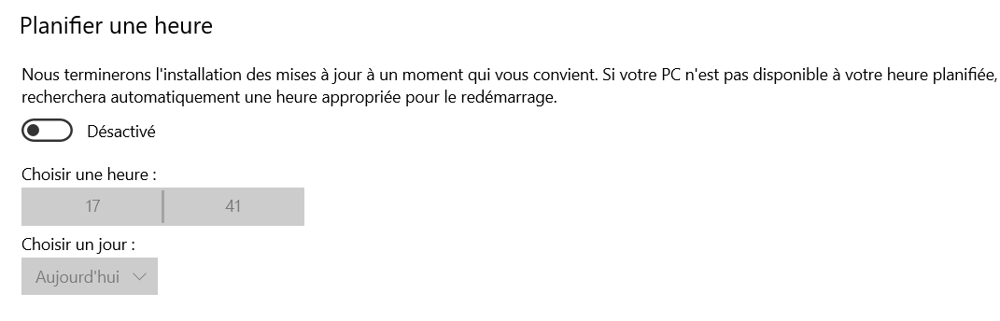 Planifier une heure
Nous terminerons l'installation des mises à jour à un moment qui vous convient. Si votre PC n'est pas disponible à votre heure planifiée,
recherchera automatiquement une heure appropriée pour le redémarrage.
Désactivé
Choisir une heure :
17 41
Choisir un jour :
Aujourd'hui